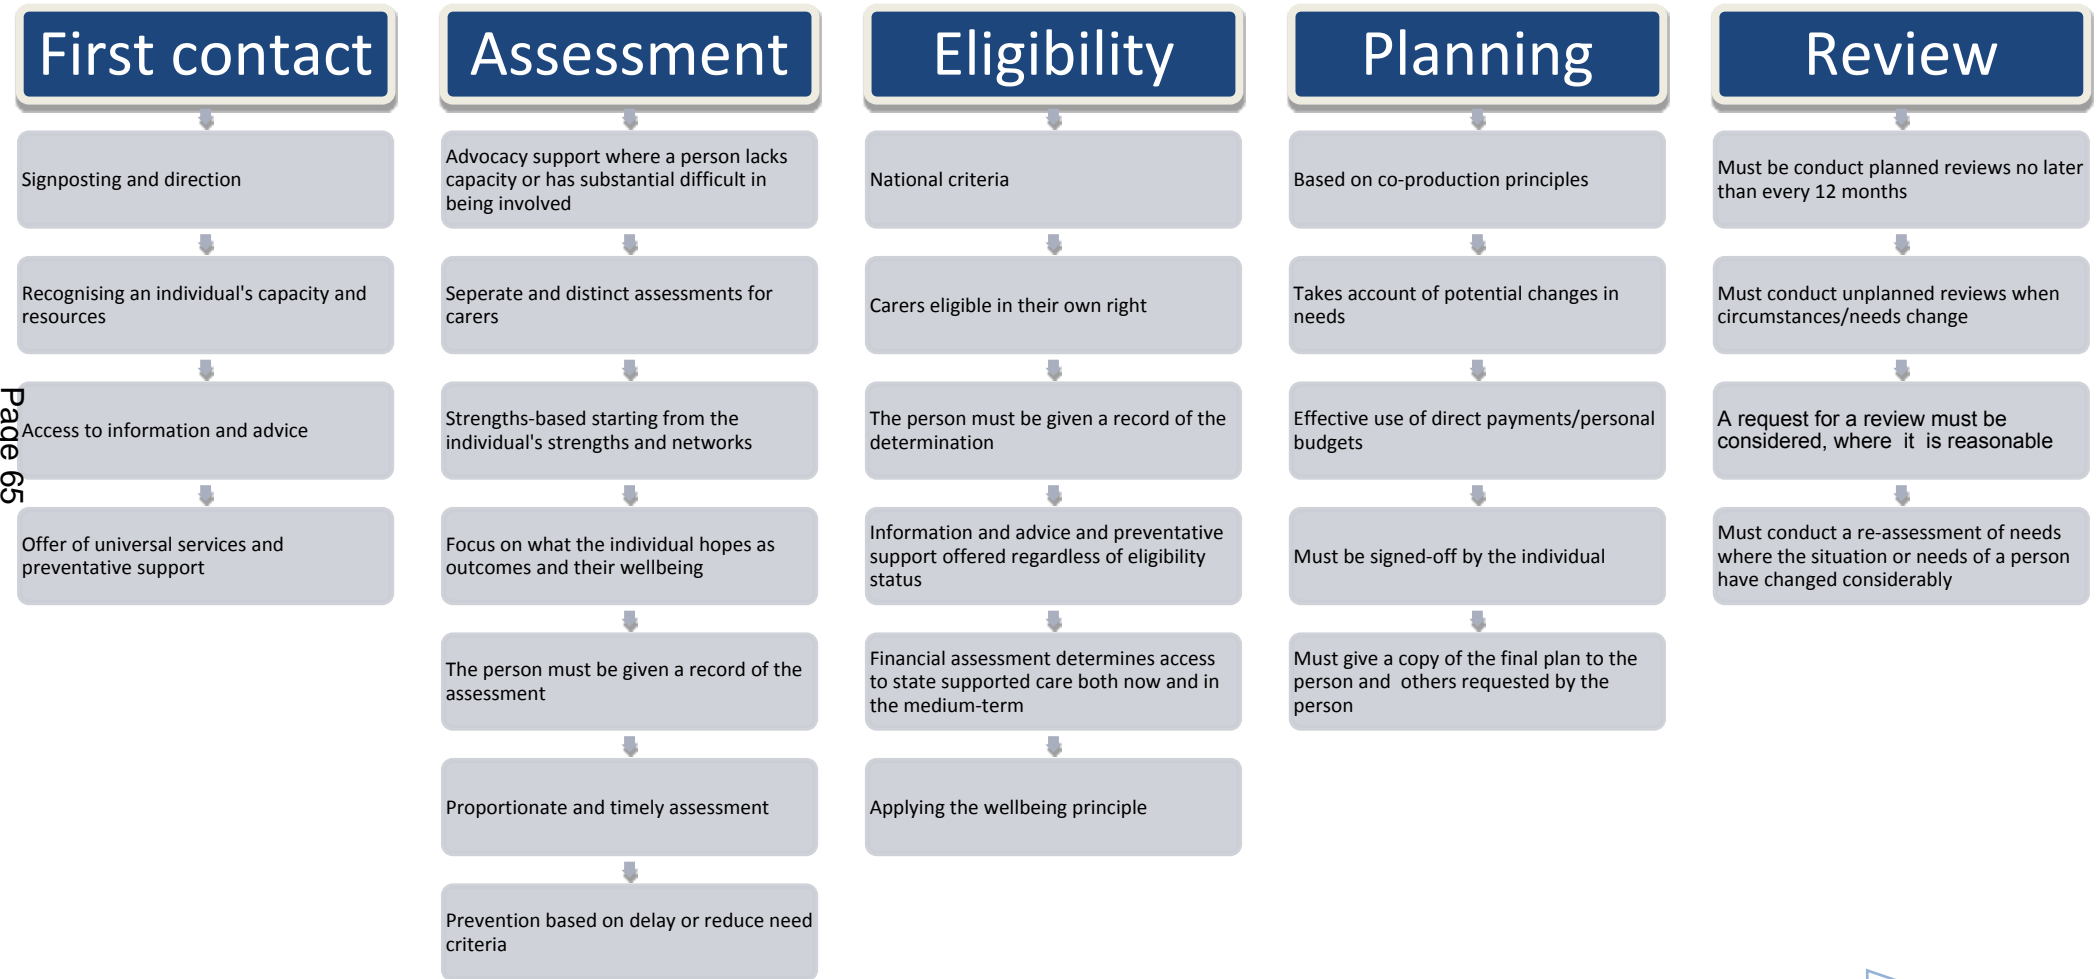 First contact
Signposting and direction
Recognising an individual's capacity and
resources
Access to information and advice
Offer of universal services and
preventative support
Assessment
Advocacy support where a person lacks
capacity or has substantial difficult in
being involved
Seperate and distinct assessments for
carers
Strengths-based starting from the
individual's strengths and networks
Focus on what the individual hopes as
outcomes and their wellbeing
The person must be given a record of the
assessment
Proportionate and timely assessment
Prevention based on delay or reduce need
criteria
Eligibility
National criteria
Carers eligible in their own right
The person must be given a record of the
determination
Information and advice and preventative
support offered regardless of eligibility
status
Financial assessment determines access
to state supported care both now and in
the medium-term
Applying the wellbeing principle
Planning
Based on co-production principles
Takes account of potential changes in
needs
Effective use of direct payments/personal
budgets
Must be signed-off by the individual
Must give a copy of the final plan to the
person and others requested by the
person
Review
Must be conduct planned reviews no later
than every 12 months
Must conduct unplanned reviews when
circumstances/needs change
A request for a review must be
considered, where it is reasonable
Must conduct a re-assessment of needs
where the situation or needs of a person
have changed considerably
Page 65